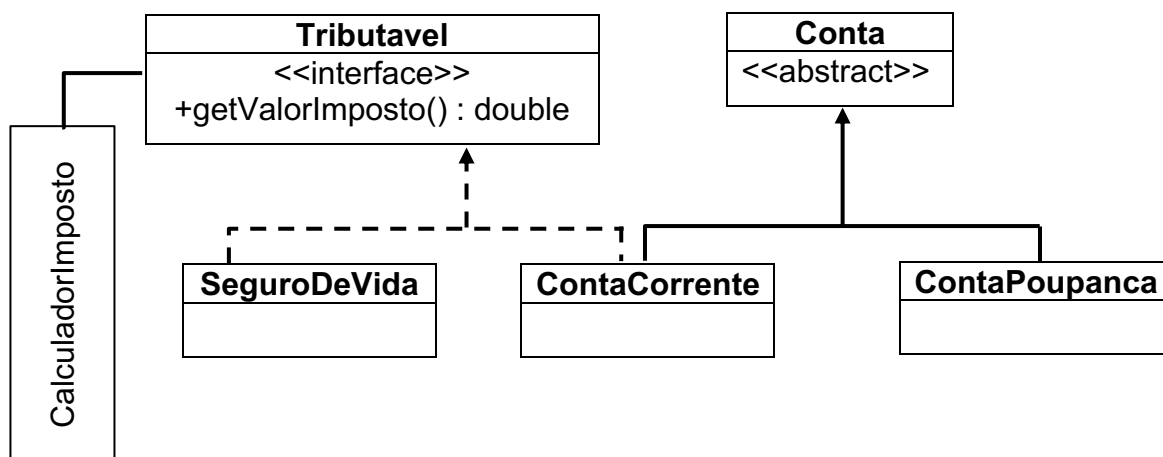 Tributavel
<<interface>>
+getValorImposto() : double
Conta
<<abstract>>
CalculadorImposto
SeguroDeVida
ContaCorrente
ContaPoupanca